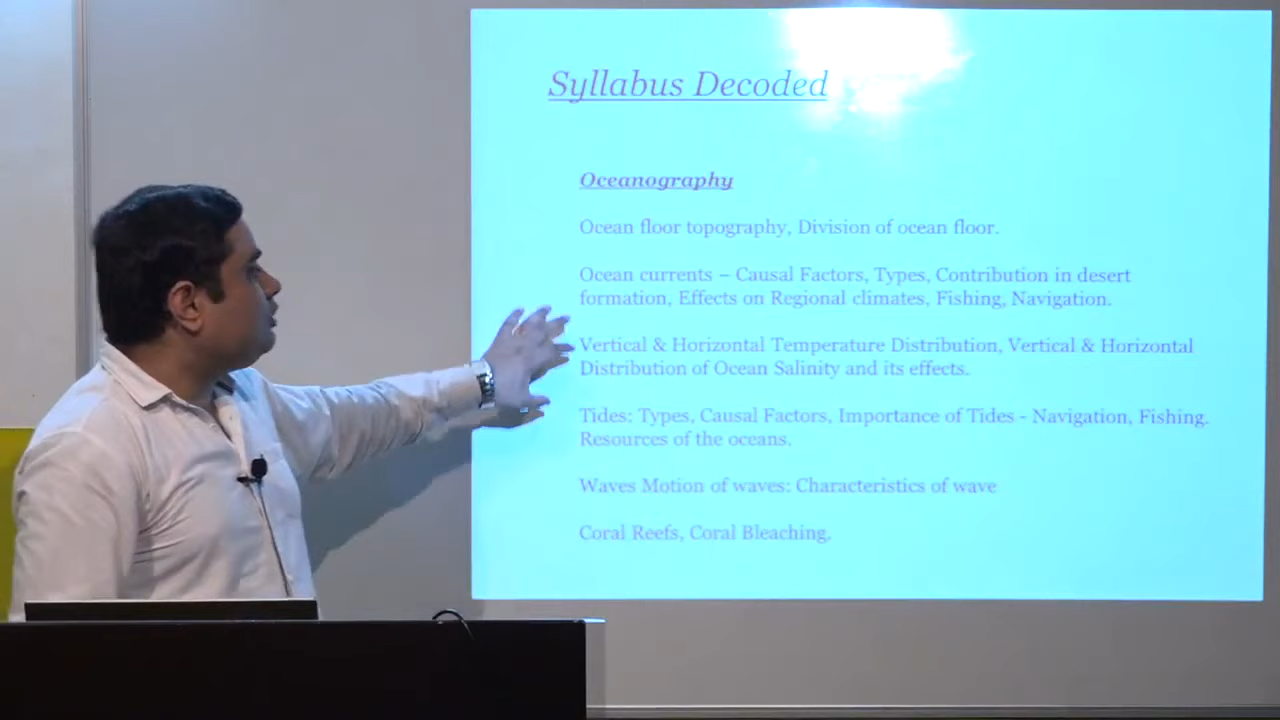 Syllabus Decoded
Oceanography
Ocean floor topography, Division of ocean floor.
Ocean currents – Causal Factors, Types, Contribution in desert
formation, Effects on Regional climates, Fishing, Navigation.
Vertical & Horizontal Temperature Distribution, Vertical & Horizontal
Distribution of Ocean Salinity and its effects.
Tides: Types, Causal Factors, Importance of Tides - Navigation, Fishing.
Resources of the oceans.
Waves Motion of waves: Characteristics of wave
Coral Reefs, Coral Bleaching.